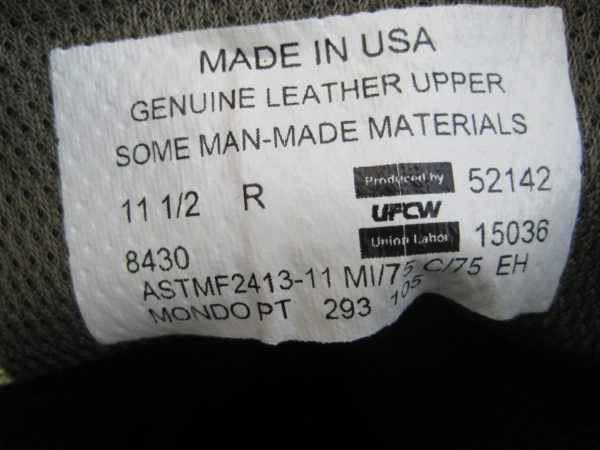 MADE IN USA
GENUINE LEATHER UPPER
SOME MAN-MADE MATERIALS
11 1/2 R
Produced by 52142
UFCW
Union Labor 15036
8430
ASTMF2413-11 MI/75 C/75 EH
MONDO PT 293 105